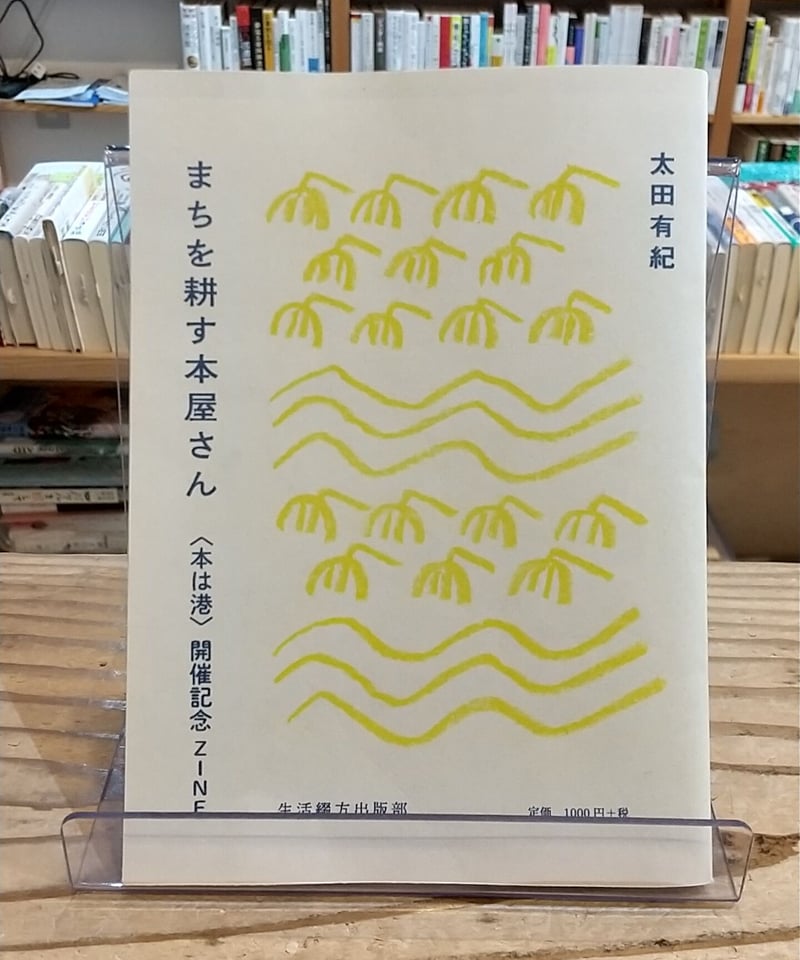 太田有紀
まちを耕す本屋さん
〈本は港〉開催記念ZINE
生活綴方出版部
定価 1000円+税